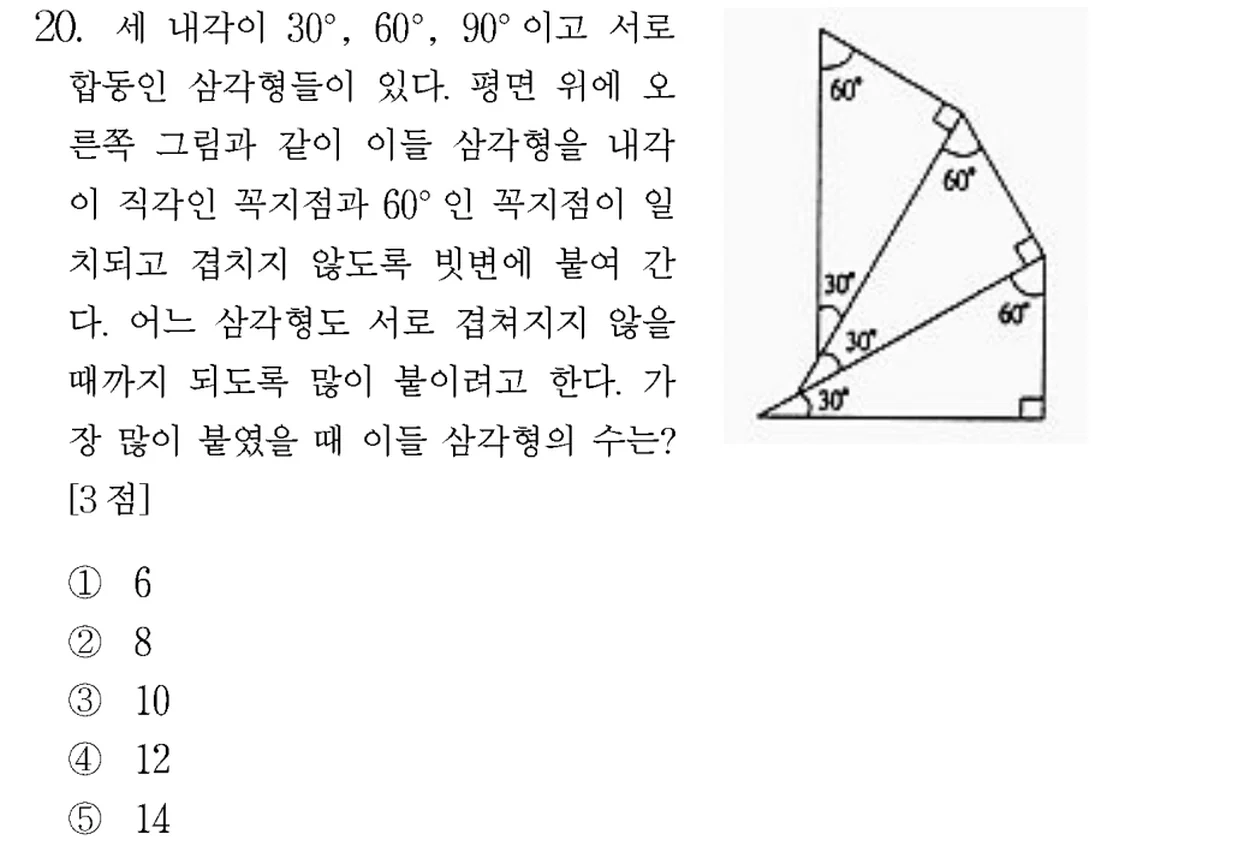 20. 세 내각이 30°, 60°, 90° 이고 서로
합동인 삼각형들이 있다. 평면 위에 오
른쪽 그림과 같이 이들 삼각형을 내각
이 직각인 꼭지점과 60° 인 꼭지점이 일
치되고 겹치지 않도록 빗변에 붙여 간
다. 어느 삼각형도 서로 겹쳐지지 않을
때까지 되도록 많이 붙이려고 한다. 가
장 많이 붙였을 때 이들 삼각형의 수는?
[3 점]
① 6
② 8
③ 10
④ 12
⑤ 14
60°
60°
30°
60°
30°
30°